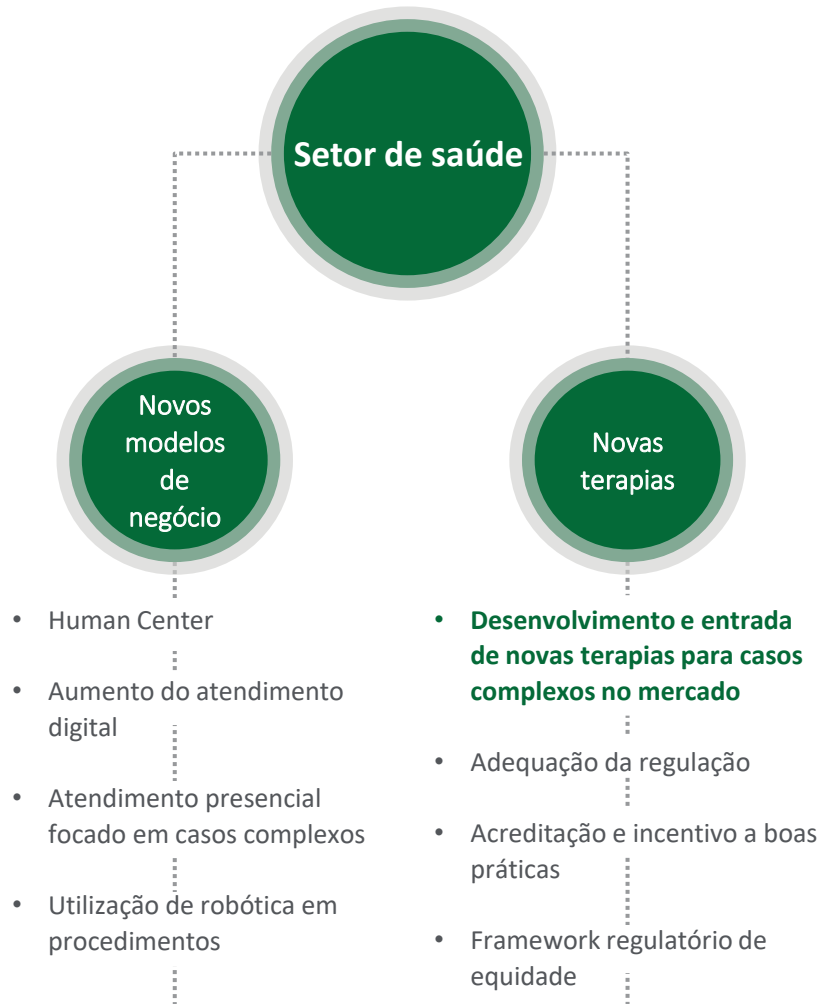 Setor de saúde
Novos
modelos
de
negócio
Novas
terapias
• Human Center
• Aumento do atendimento
digital
• Atendimento presencial
focado em casos complexos
• Utilização de robótica em
procedimentos
• Desenvolvimento e entrada
de novas terapias para casos
complexos no mercado
• Adequação da regulação
• Acreditação e incentivo a boas
práticas
• Framework regulatório de
equidade